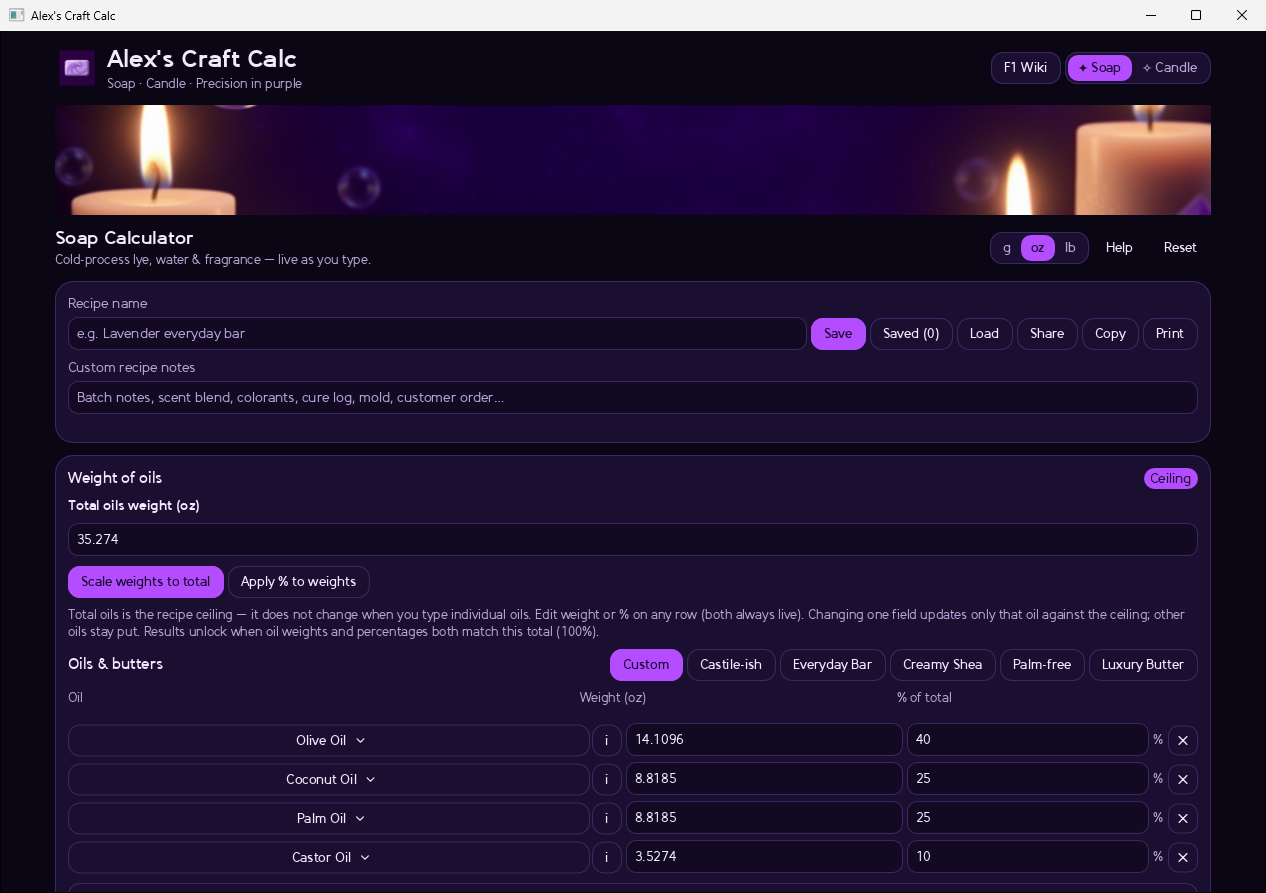 Alex's Craft Calc
Alex's Craft Calc
Soap · Candle · Precision in purple
F1 Wiki
✦ Soap
✧ Candle
Soap Calculator
Cold-process lye, water & fragrance — live as you type.
g
oz
lb
Help
Reset
Recipe name
e.g. Lavender everyday bar
Save
Saved (0)
Load
Share
Copy
Print
Custom recipe notes
Batch notes, scent blend, colorants, cure log, mold, customer order...
Weight of oils
Ceiling
Total oils weight (oz)
35.274
Scale weights to total
Apply % to weights
Total oils is the recipe ceiling — it does not change when you type individual oils. Edit weight or % on any row (both always live). Changing one field updates only that oil against the ceiling; other
oils stay put. Results unlock when oil weights and percentages both match this total (100%).
Oils & butters
Custom
Castile-ish
Everyday Bar
Creamy Shea
Palm-free
Luxury Butter
Oil
Weight (oz)
% of total
Olive Oil
i
14.1096
40
%
Coconut Oil
i
8.8185
25
%
Palm Oil
i
8.8185
25
%
Castor Oil
i
3.5274
10
%